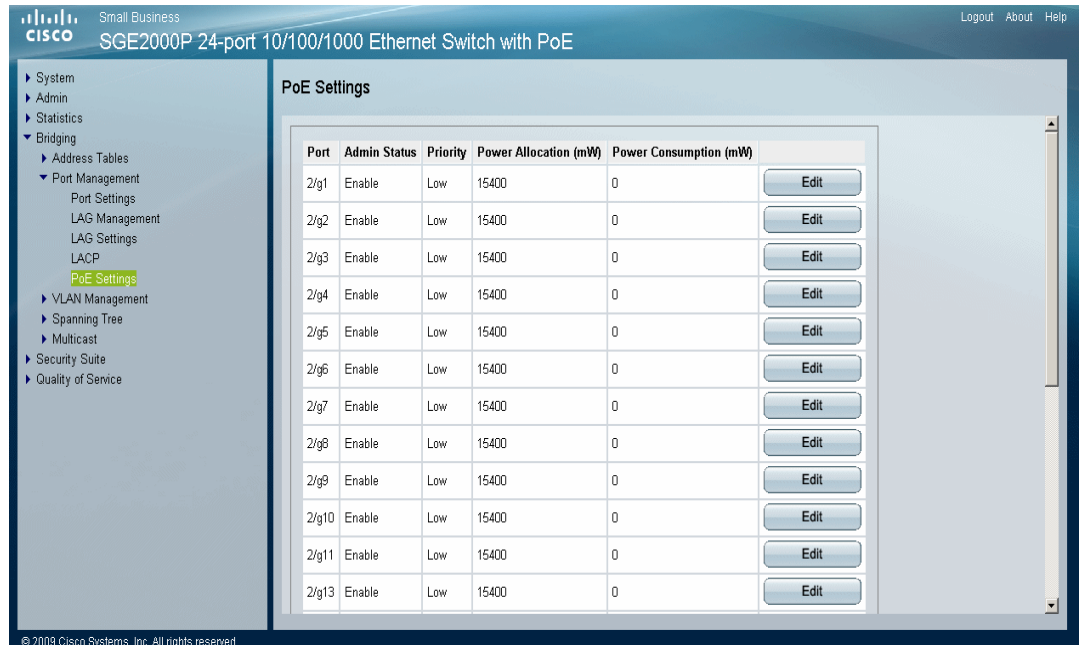 Small Business
Logout About Help
CISCO
SGE2000P 24-port 10/100/1000 Ethernet Switch with PoE
System
Admin
Statistics
Bridging
Address Tables
Port Management
Port Settings
LAG Management
LAG Settings
LACP
PoE Settings
VLAN Management
Spanning Tree
Multicast
Security Suite
Quality of Service
PoE Settings
Port Admin Status Priority Power Allocation (mW) Power Consumption (mW)
2/g1 Enable Low 15400 0 Edit
2/g2 Enable Low 15400 0 Edit
2/g3 Enable Low 15400 0 Edit
2/g4 Enable Low 15400 0 Edit
2/g5 Enable Low 15400 0 Edit
2/g6 Enable Low 15400 0 Edit
2/g7 Enable Low 15400 0 Edit
2/g8 Enable Low 15400 0 Edit
2/g9 Enable Low 15400 0 Edit
2/g10 Enable Low 15400 0 Edit
2/g11 Enable Low 15400 0 Edit
2/g13 Enable Low 15400 0 Edit
© 2009 Cisco Systems, Inc. All rights reserved.